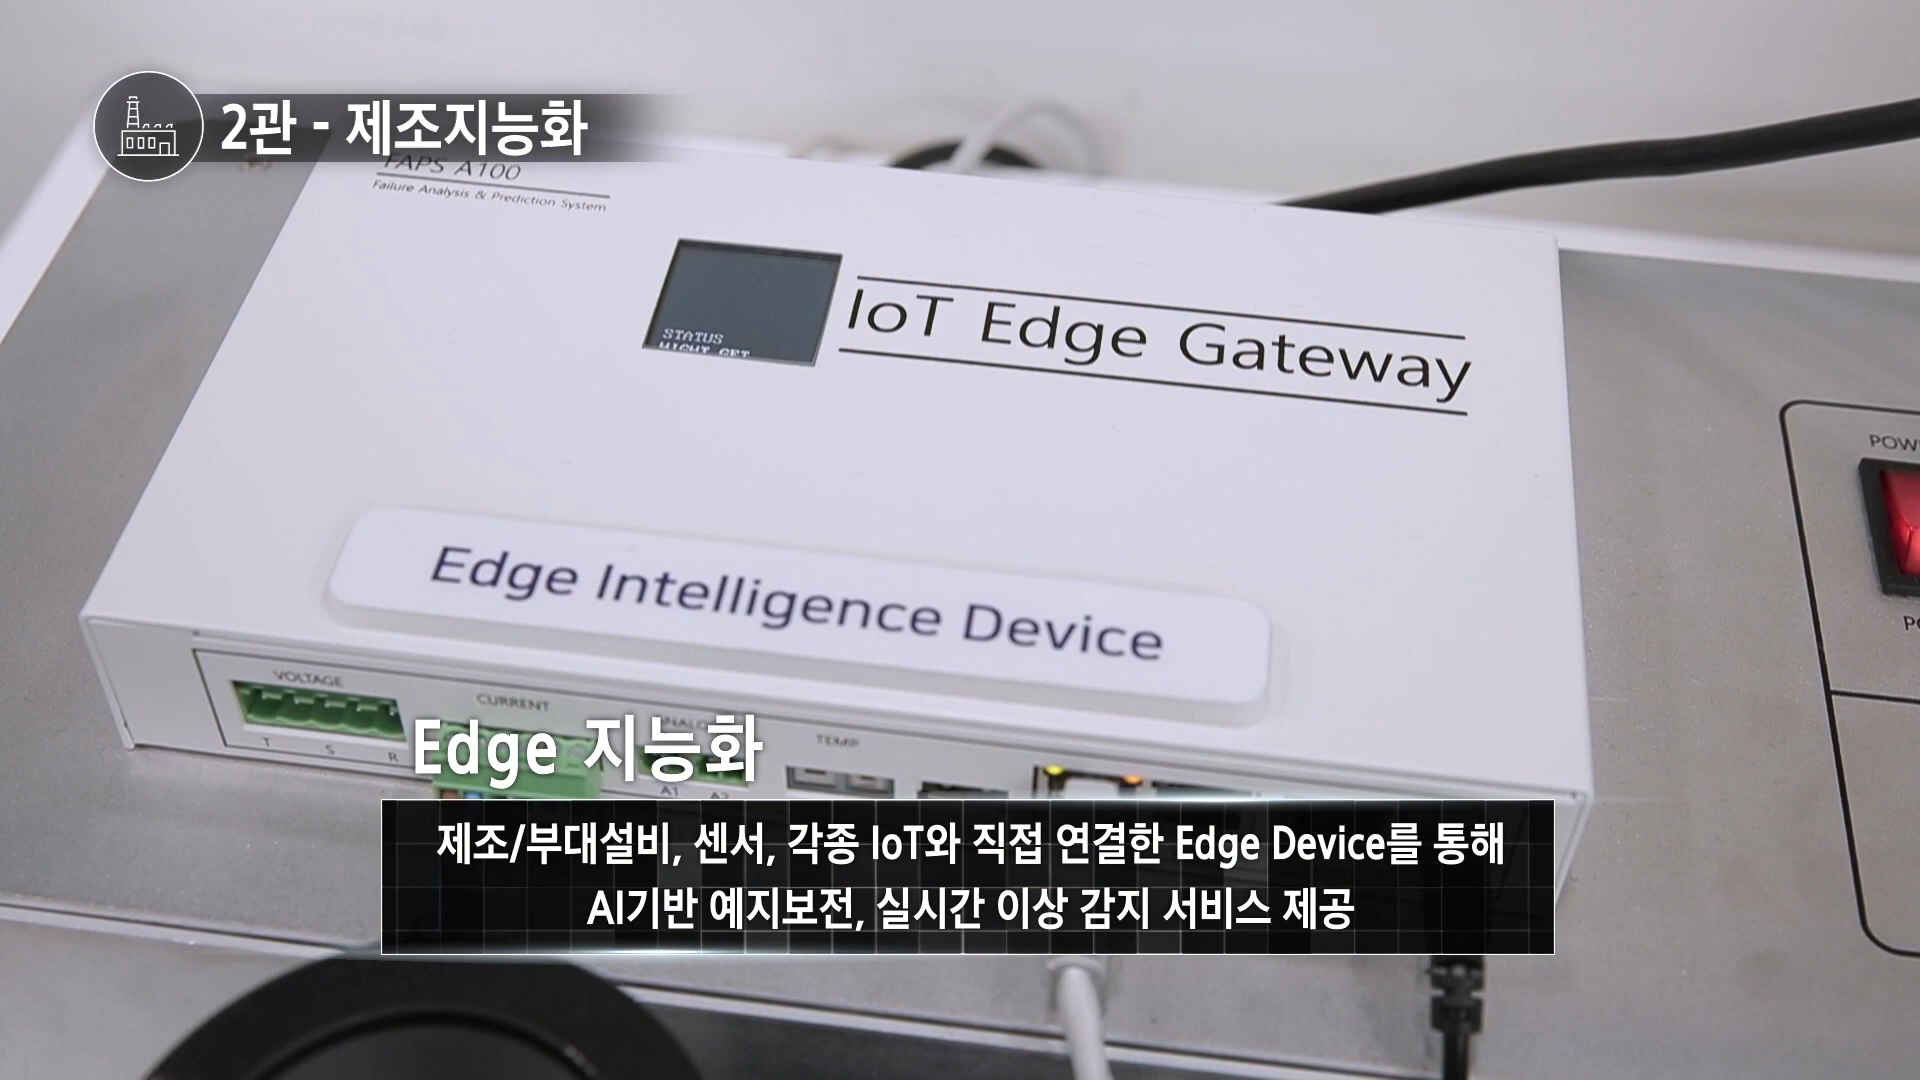 2관 - 제조지능화
FAPS A100
Failure Analysis & Prediction System
STATUS
IoT Edge Gateway
Edge Intelligence Device
VOLTAGE
CURRENT
TEMP
T S R
A1 A2
Edge 지능화
제조/부대설비, 센서, 각종 IoT와 직접 연결한 Edge Device를 통해
AI기반 예지보전, 실시간 이상 감지 서비스 제공